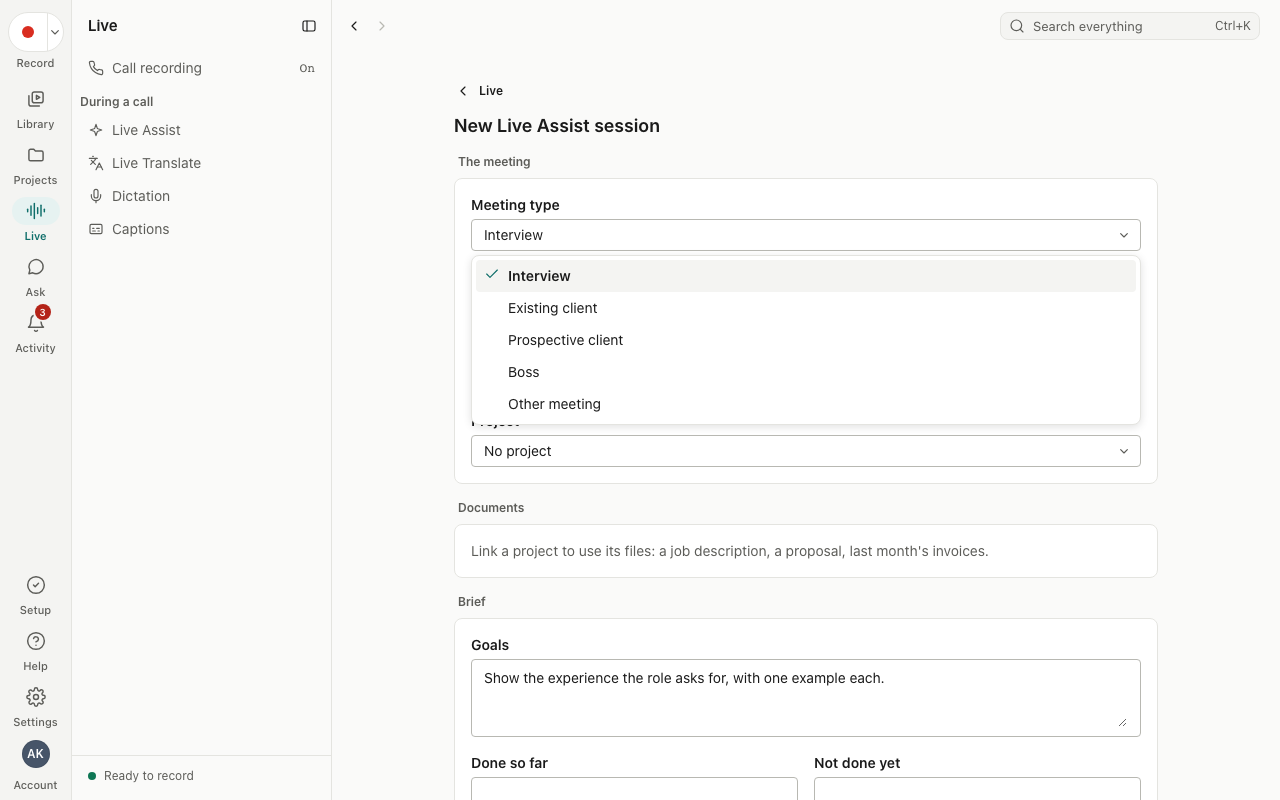 Record
Library
Projects
Live
Ask
3
Activity
Setup
Help
Settings
AK
Account
Live
Call recording
On
During a call
Live Assist
Live Translate
Dictation
Captions
Ready to record
Search everything
Ctrl+K
Live
New Live Assist session
The meeting
Meeting type
Interview
Interview
Existing client
Prospective client
Boss
Other meeting
Project
No project
Documents
Link a project to use its files: a job description, a proposal, last month's invoices.
Brief
Goals
Show the experience the role asks for, with one example each.
Done so far
Not done yet